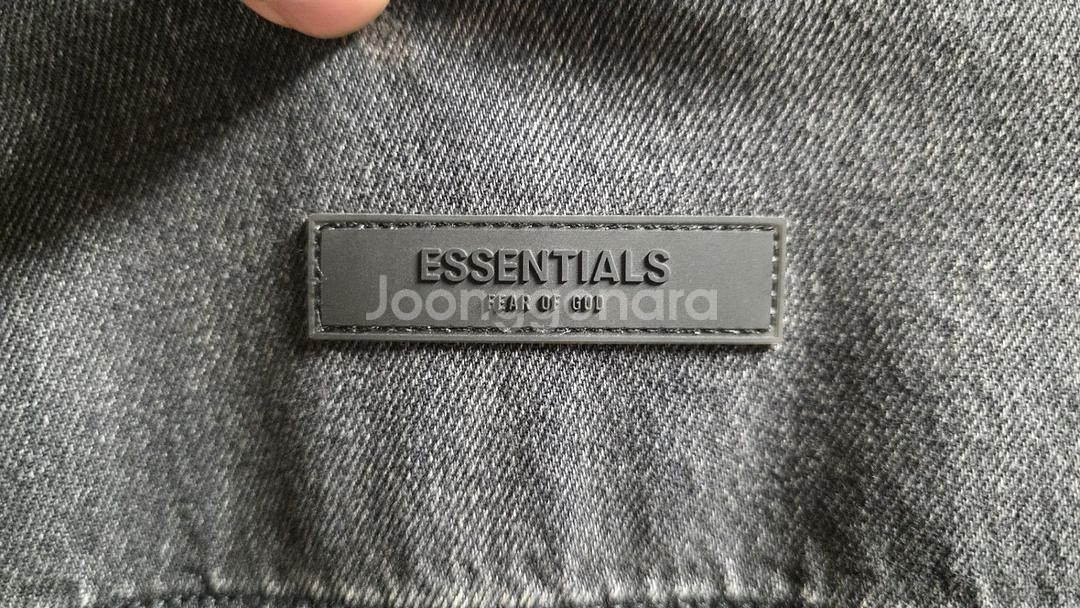 ESSENTIALS
FEAR OF GOD
Joonggonara